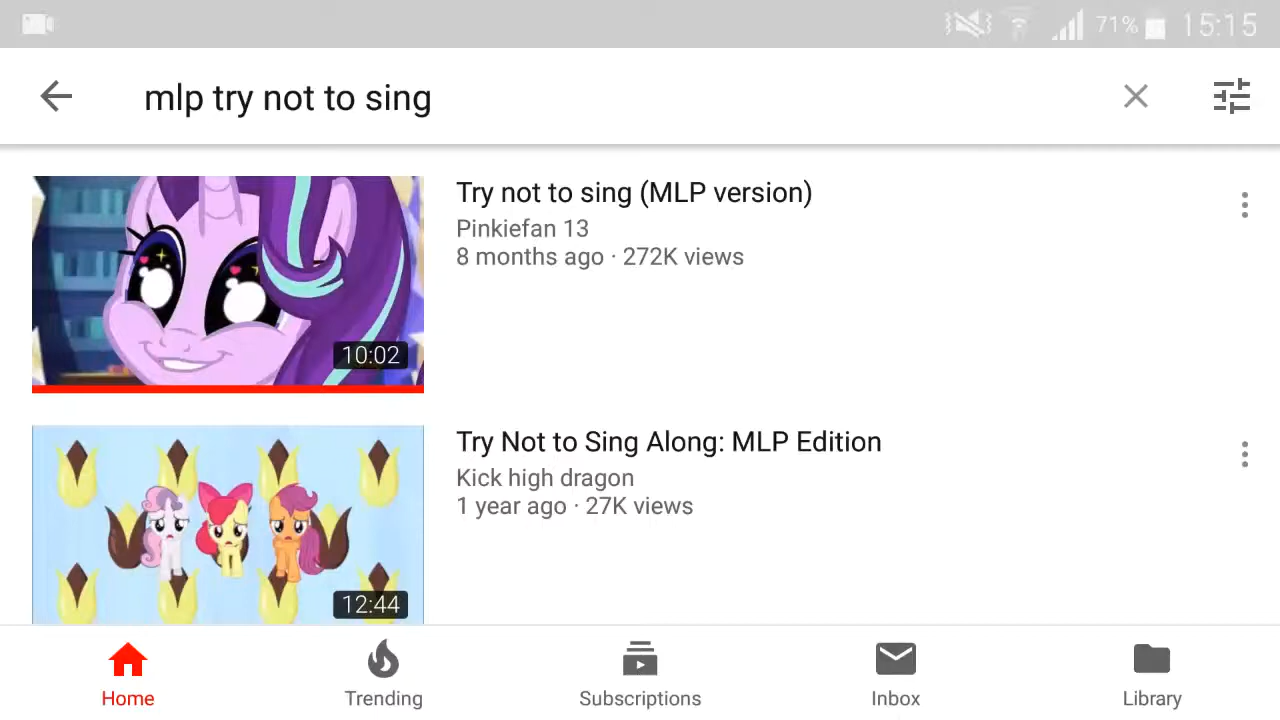 71% 15:15
mlp try not to sing
Try not to sing (MLP version)
Pinkiefan 13
8 months ago · 272K views
10:02
Try Not to Sing Along: MLP Edition
Kick high dragon
1 year ago · 27K views
12:44
Home Trending Subscriptions Inbox Library